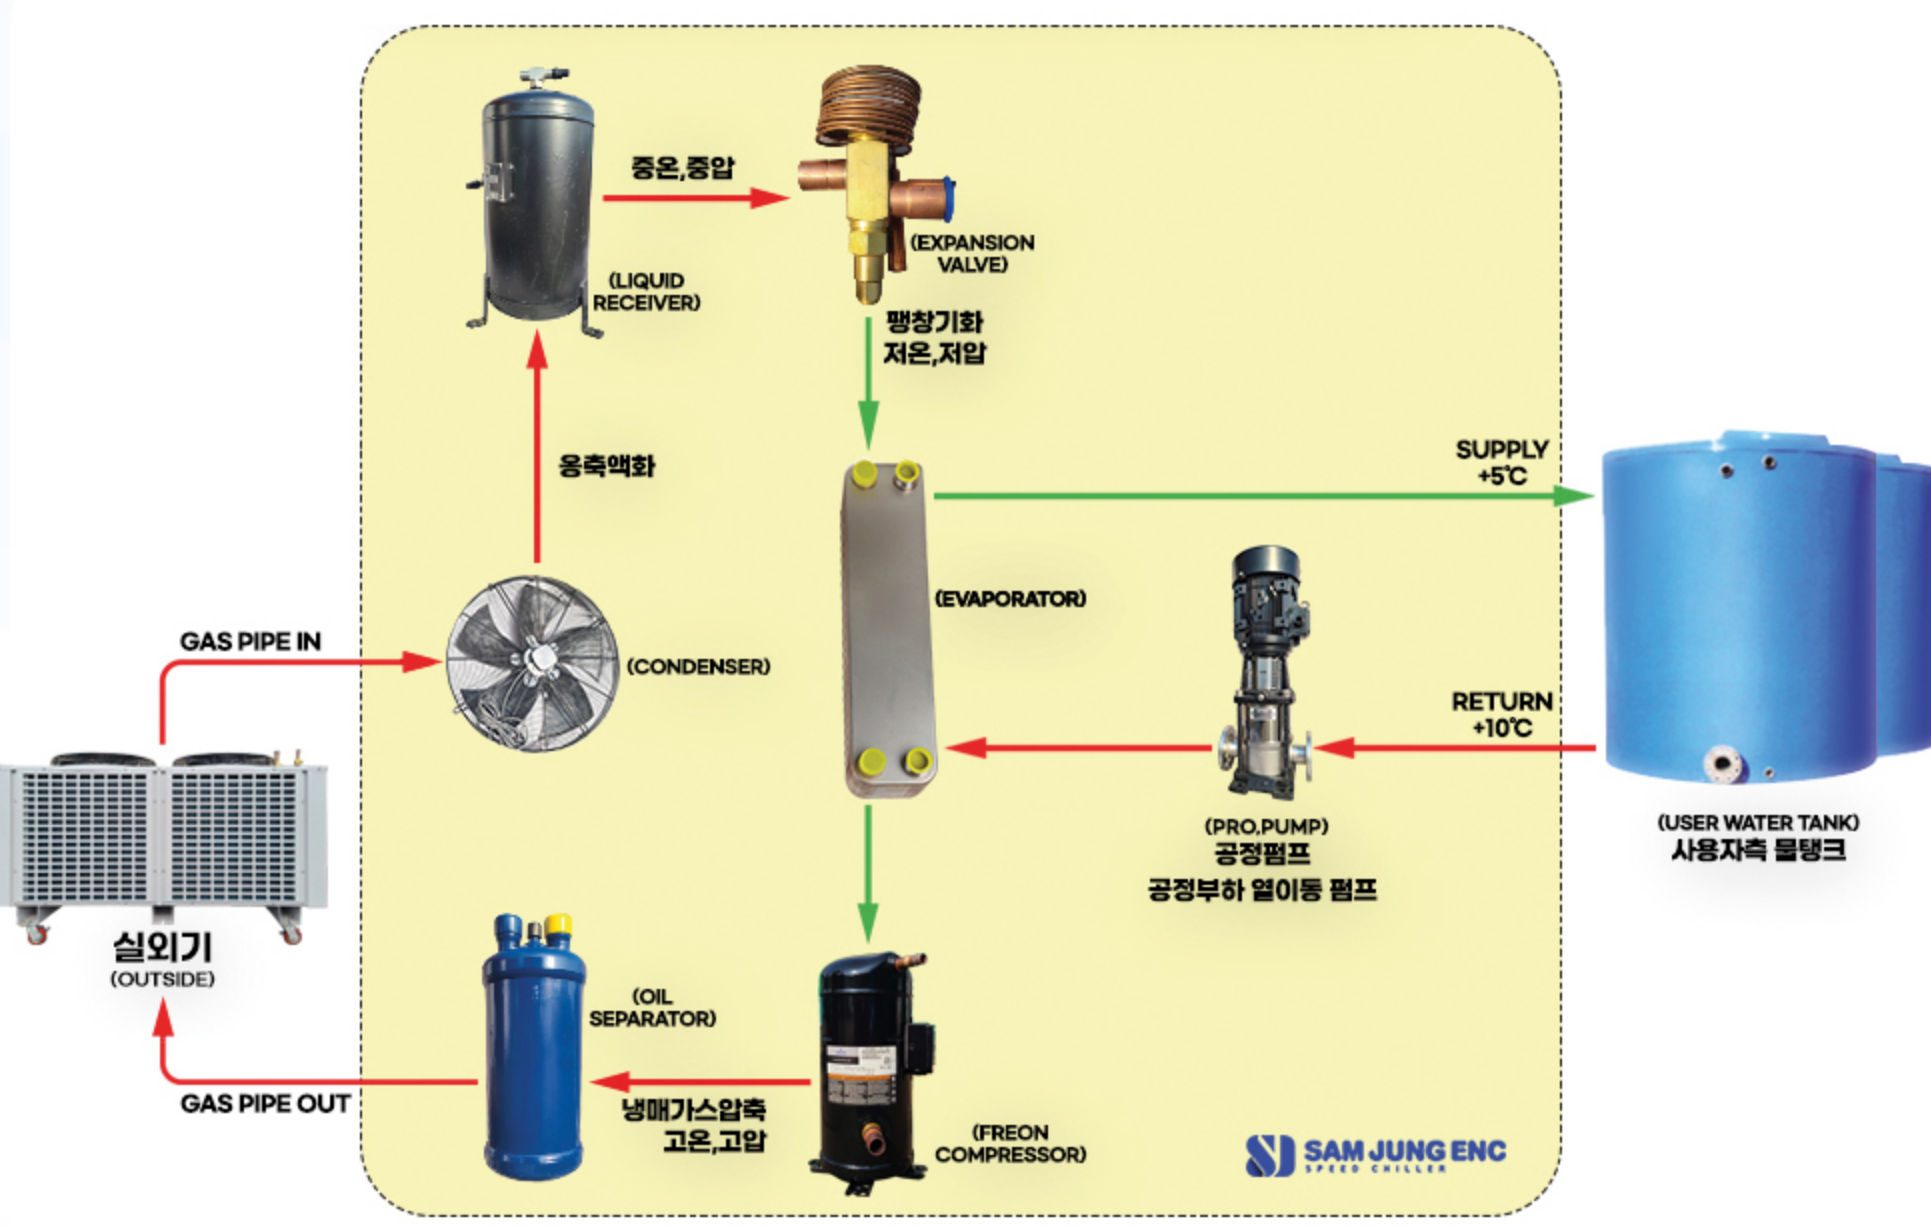 중온,중압
(EXPANSION
VALVE)
(LIQUID
RECEIVER)
팽창기화
저온,저압
응축액화
SUPPLY
+5℃
(EVAPORATOR)
GAS PIPE IN
(CONDENSER)
RETURN
+10℃
(PRO.PUMP)
공정펌프
공정부하 열이동 펌프
(USER WATER TANK)
사용자측 물탱크
실외기
(OUTSIDE)
(OIL
SEPARATOR)
GAS PIPE OUT
냉매가스압축
고온,고압
(FREON
COMPRESSOR)
SAM JUNG ENC
SPEED CHILLER